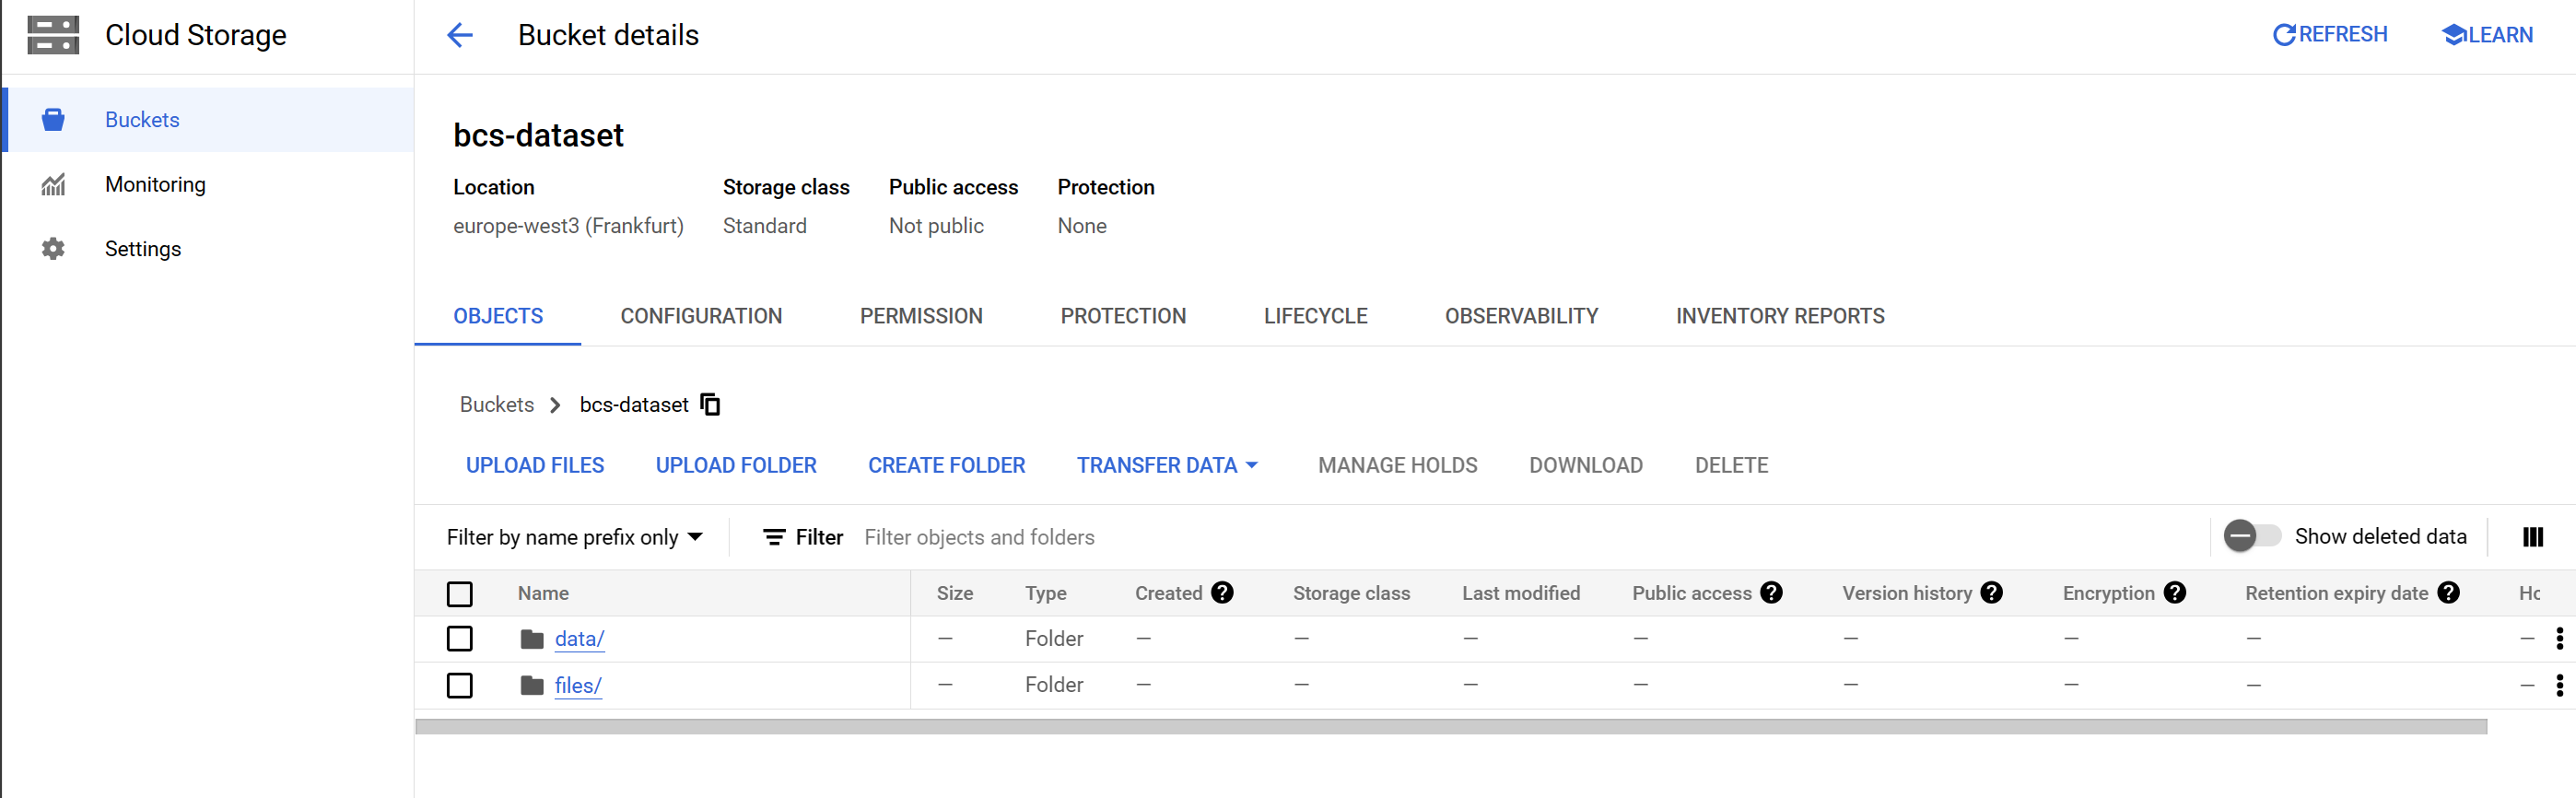 Cloud Storage
Bucket details
REFRESH
LEARN
Buckets
Monitoring
Settings
bcs-dataset
Location Storage class Public access Protection
europe-west3 (Frankfurt) Standard Not public None
OBJECTS CONFIGURATION PERMISSION PROTECTION LIFECYCLE OBSERVABILITY INVENTORY REPORTS
Buckets > bcs-dataset
UPLOAD FILES UPLOAD FOLDER CREATE FOLDER TRANSFER DATA MANAGE HOLDS DOWNLOAD DELETE
Filter by name prefix only Filter Filter objects and folders Show deleted data
Name Size Type Created ? Storage class Last modified Public access ? Version history ? Encryption ? Retention expiry date ?
data/ — Folder — — — — — — — —
files/ — Folder — — — — — — — —